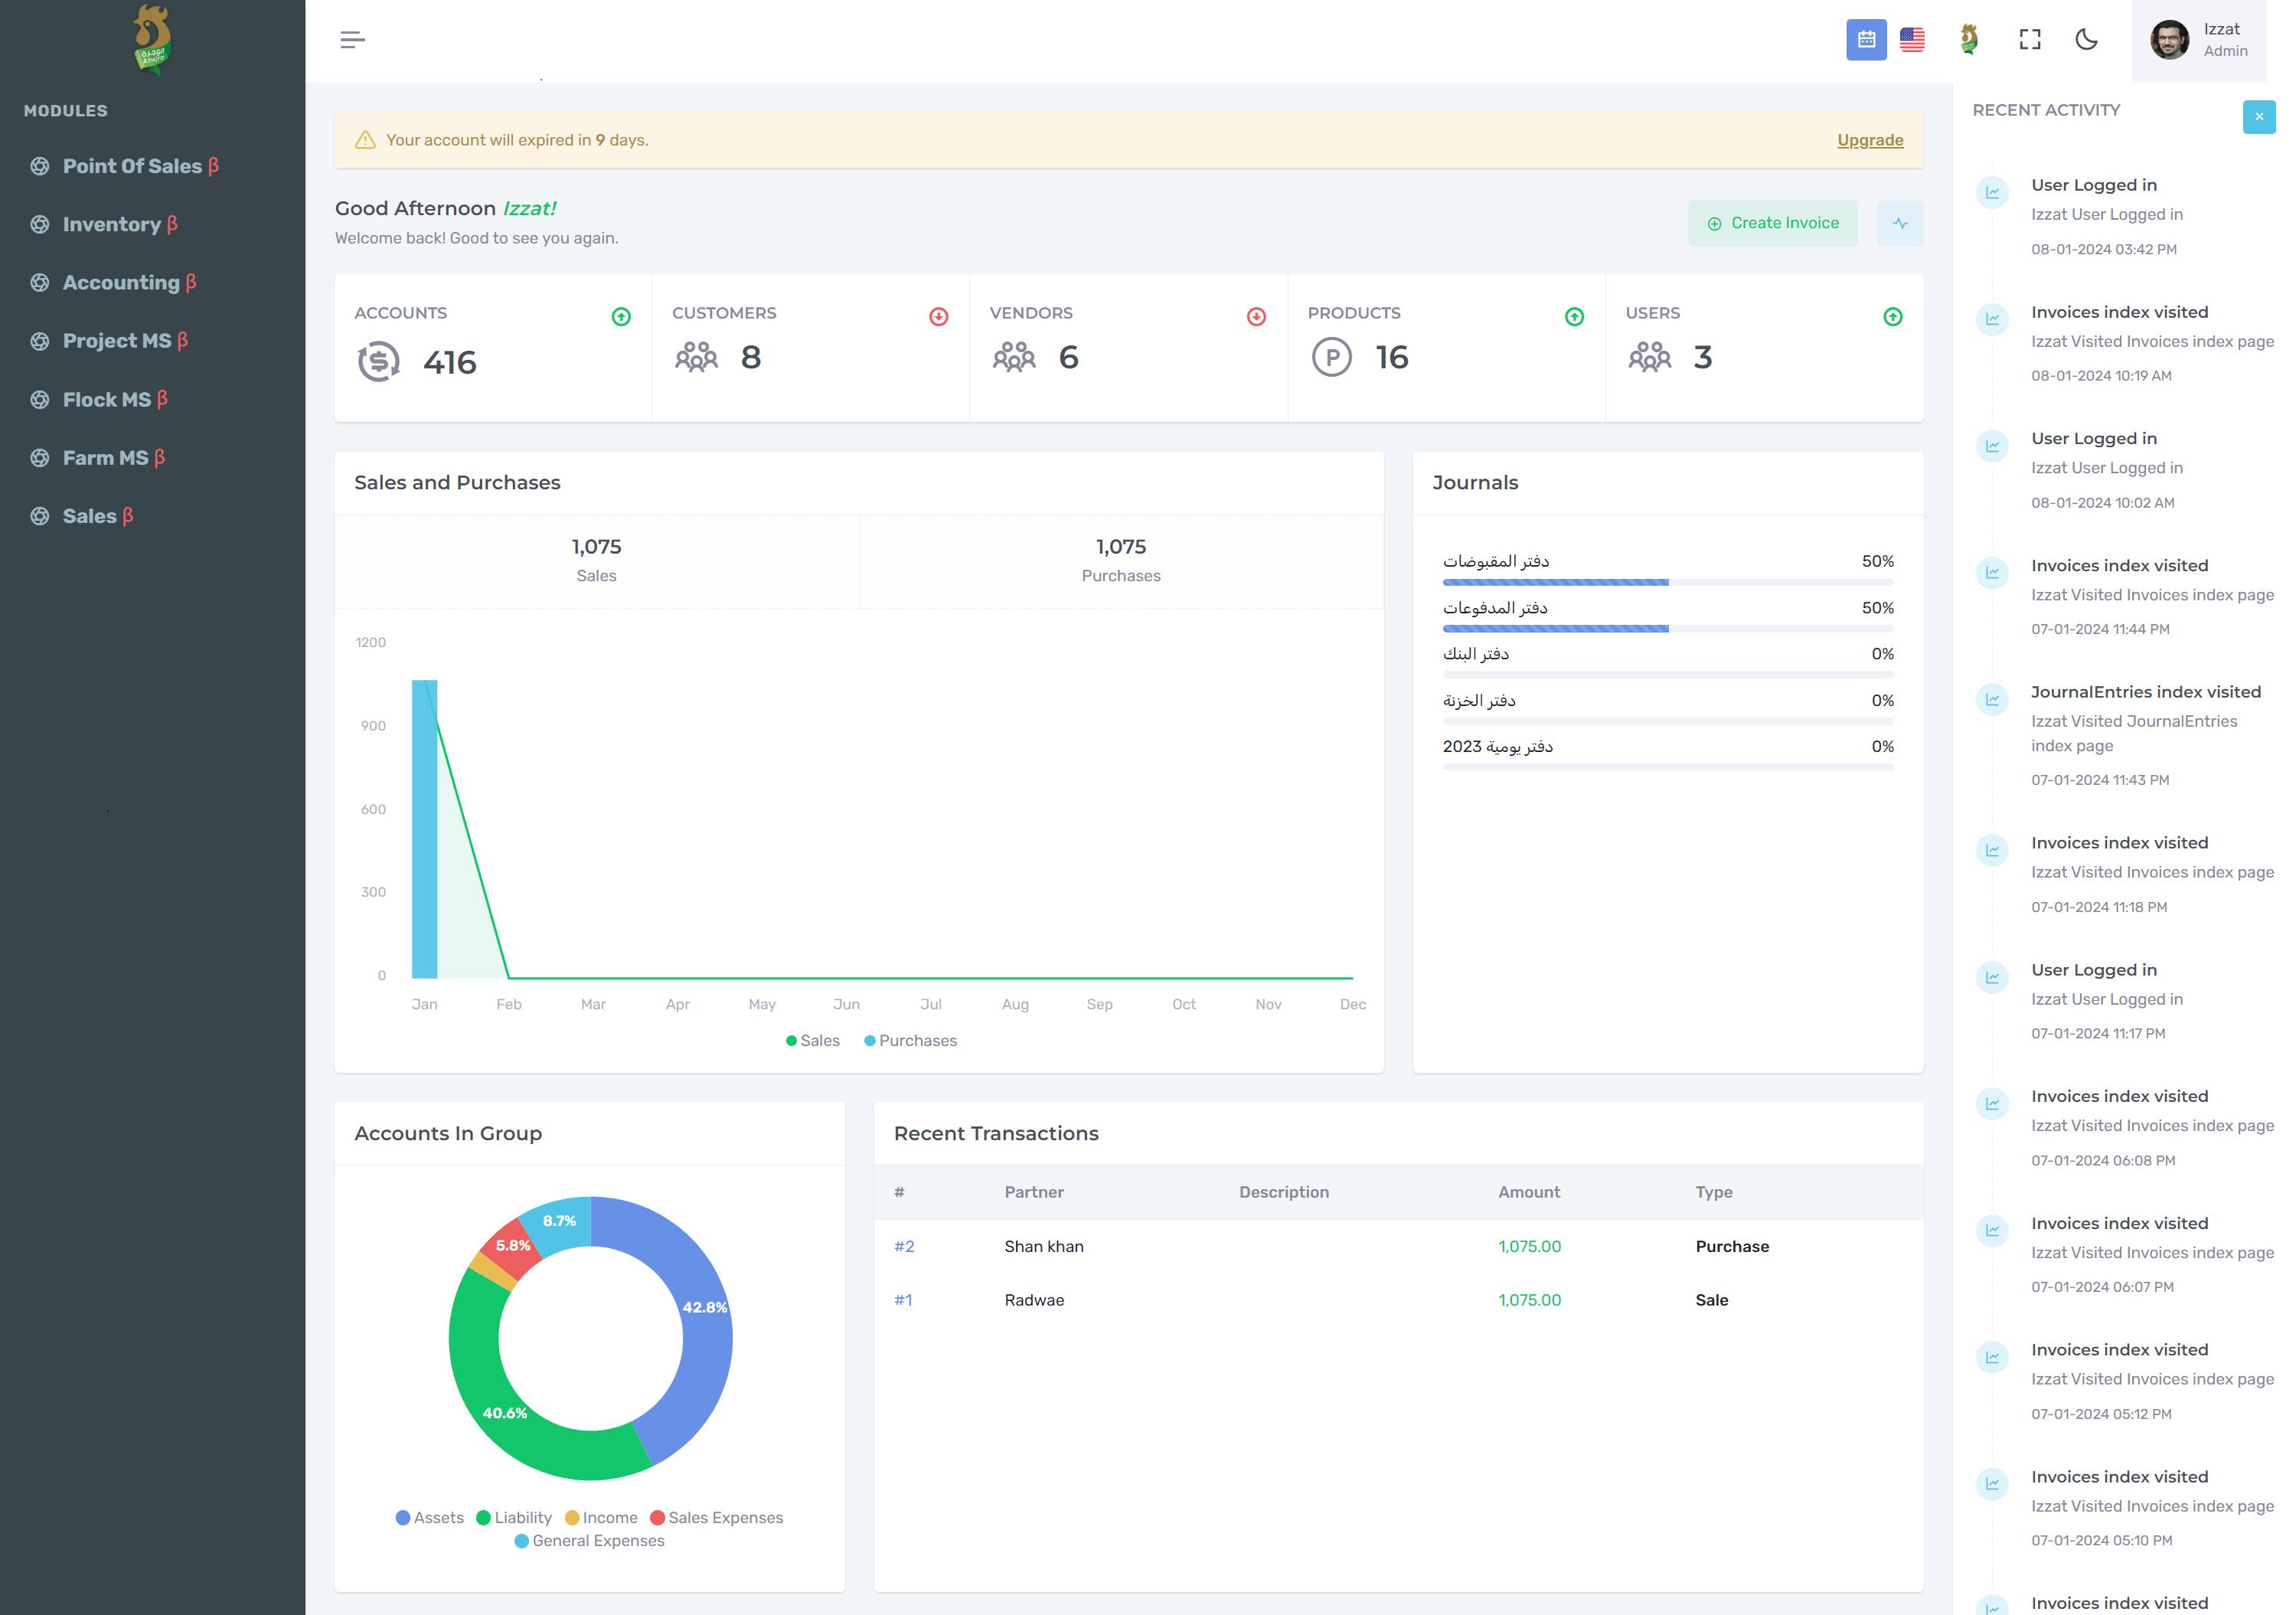 الوجبة
Alhejrio
MODULES
Point Of Sales β
Inventory β
Accounting β
Project MS β
Flock MS β
Farm MS β
Sales β
Izzat
Admin
Your account will expired in 9 days.
Upgrade
Good Afternoon Izzat!
Welcome back! Good to see you again.
Create Invoice
ACCOUNTS
416
CUSTOMERS
8
VENDORS
6
PRODUCTS
P
16
USERS
3
Sales and Purchases
1,075
Sales
1,075
Purchases
1200
900
600
300
0
Jan Feb Mar Apr May Jun Jul Aug Sep Oct Nov Dec
Sales Purchases
Journals
دفتر المقبوضات 50%
دفتر المدفوعات 50%
دفتر البنك 0%
دفتر الخزنة 0%
دفتر يومية 2023 0%
Accounts In Group
8.7%
5.8%
42.8%
40.6%
Assets Liability Income Sales Expenses
General Expenses
Recent Transactions
# Partner Description Amount Type
#2 Shan khan 1,075.00 Purchase
#1 Radwae 1,075.00 Sale
RECENT ACTIVITY
×
User Logged in
Izzat User Logged in
08-01-2024 03:42 PM
Invoices index visited
Izzat Visited Invoices index page
08-01-2024 10:19 AM
User Logged in
Izzat User Logged in
08-01-2024 10:02 AM
Invoices index visited
Izzat Visited Invoices index page
07-01-2024 11:44 PM
JournalEntries index visited
Izzat Visited JournalEntries
index page
07-01-2024 11:43 PM
Invoices index visited
Izzat Visited Invoices index page
07-01-2024 11:18 PM
User Logged in
Izzat User Logged in
07-01-2024 11:17 PM
Invoices index visited
Izzat Visited Invoices index page
07-01-2024 06:08 PM
Invoices index visited
Izzat Visited Invoices index page
07-01-2024 06:07 PM
Invoices index visited
Izzat Visited Invoices index page
07-01-2024 05:12 PM
Invoices index visited
Izzat Visited Invoices index page
07-01-2024 05:10 PM
Invoices index visited